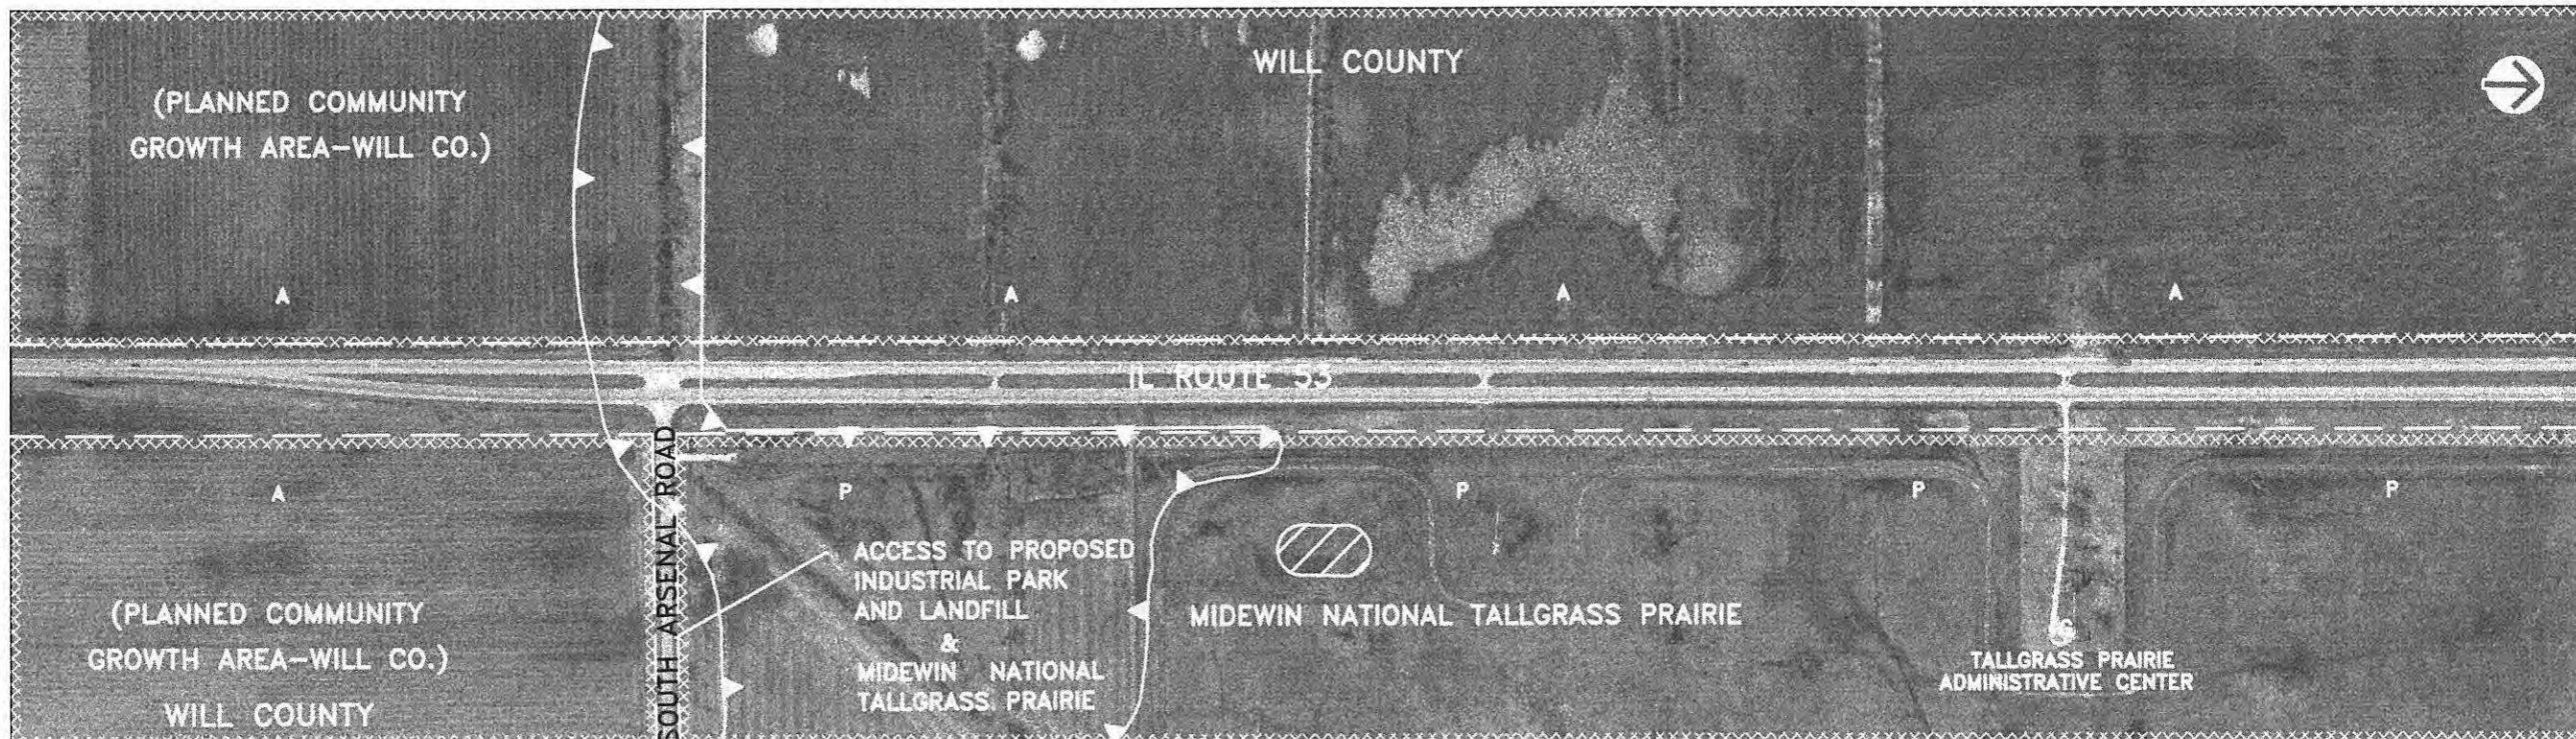 WILL COUNTY
(PLANNED COMMUNITY
GROWTH AREA-WILL CO.)
A
A
A
A
IL ROUTE 53
SOUTH ARSENAL ROAD
A
P
P
P
P
ACCESS TO PROPOSED
INDUSTRIAL PARK
AND LANDFILL
&
MIDEWIN NATIONAL
TALLGRASS PRAIRIE
MIDEWIN NATIONAL TALLGRASS PRAIRIE
(PLANNED COMMUNITY
GROWTH AREA-WILL CO.)
WILL COUNTY
TALLGRASS PRAIRIE
ADMINISTRATIVE CENTER